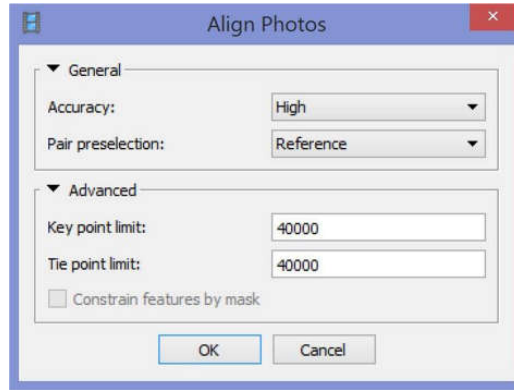 Align Photos
General
Accuracy: High
Pair preselection: Reference
Advanced
Key point limit: 40000
Tie point limit: 40000
Constrain features by mask
OK Cancel